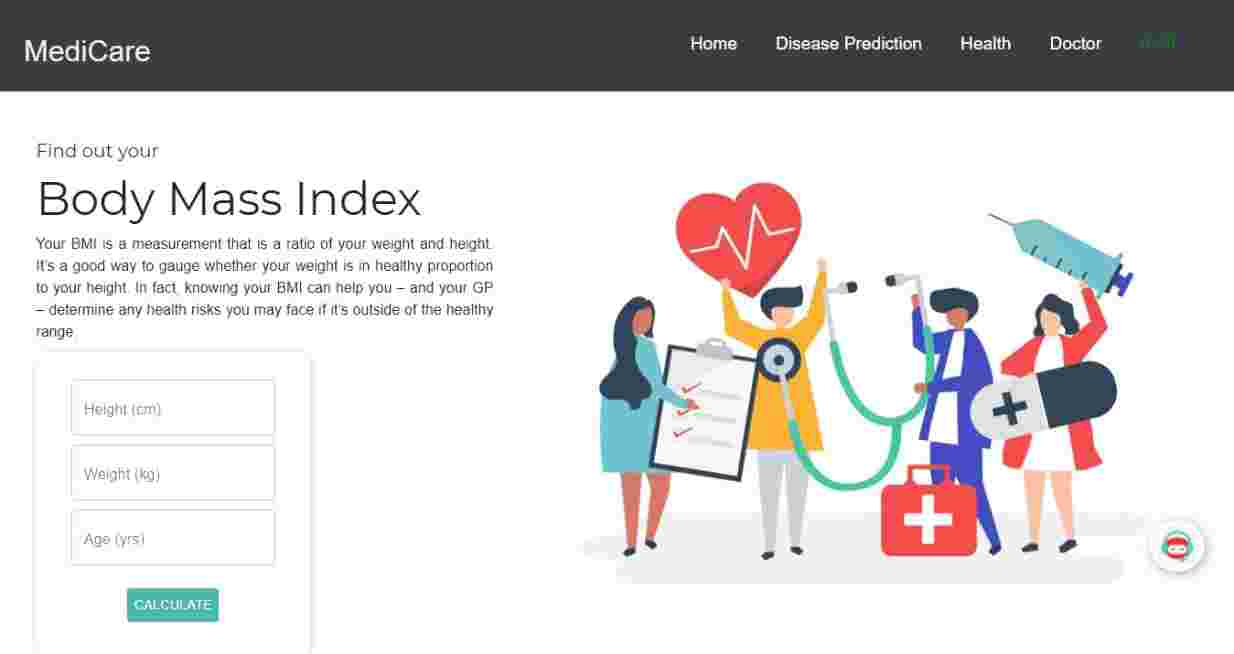 MediCare
Home Disease Prediction Health Doctor
Find out your
Body Mass Index
Your BMI is a measurement that is a ratio of your weight and height.
It's a good way to gauge whether your weight is in healthy proportion
to your height. In fact, knowing your BMI can help you – and your GP
– determine any health risks you may face if it's outside of the healthy
range.
Height (cm)
Weight (kg)
Age (yrs)
CALCULATE